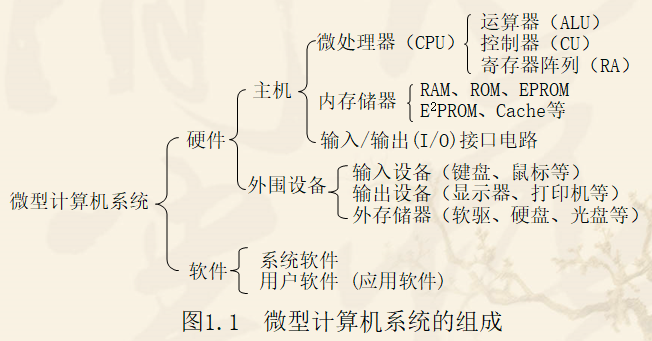 运算器（ALU）
微处理器（CPU）
控制器（CU）
寄存器阵列（RA）
主机
内存储器
RAM、ROM、EPROM
E²PROM、Cache等
硬件
输入/输出(I/O)接口电路
输入设备（键盘、鼠标等）
外围设备
输出设备（显示器、打印机等）
微型计算机系统
外存储器（软驱、硬盘、光盘等）
系统软件
软件
用户软件 (应用软件)
图1.1 微型计算机系统的组成